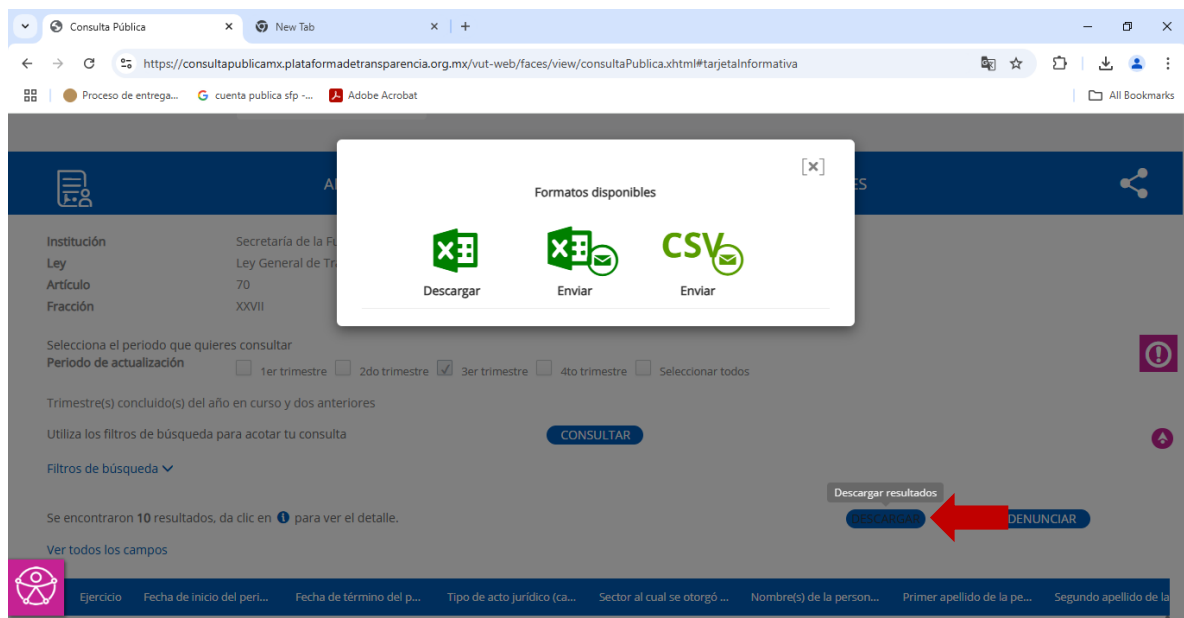 Consulta Pública
New Tab
https://consultapublicamx.plataformadetransparencia.org.mx/vut-web/faces/view/consultaPublica.xhtml#tarjetaInformativa
Proceso de entrega...
cuenta publica sfp -...
Adobe Acrobat
All Bookmarks
[×]
Formatos disponibles
CSV
Descargar
Enviar
Enviar
Institución
Ley
Ley General de
Artículo
70
Fracción
XXVII
Secretaría de la
Selecciona el periodo que quieres consultar
Periodo de actualización
1er trimestre
2do trimestre
3er trimestre
4to trimestre
Seleccionar todos
Trimestre(s) concluido(s) del año en curso y dos anteriores
Utiliza los filtros de búsqueda para acotar tu consulta
CONSULTAR
Filtros de búsqueda
Descargar resultados
Se encontraron 10 resultados, da clic en i para ver el detalle.
DESCARGAR
DENUNCIAR
Ver todos los campos
Ejercicio
Fecha de inicio del peri...
Fecha de término del p...
Tipo de acto jurídico (ca...
Sector al cual se otorgó ...
Nombre(s) de la person...
Primer apellido de la pe...
Segundo apellido de la